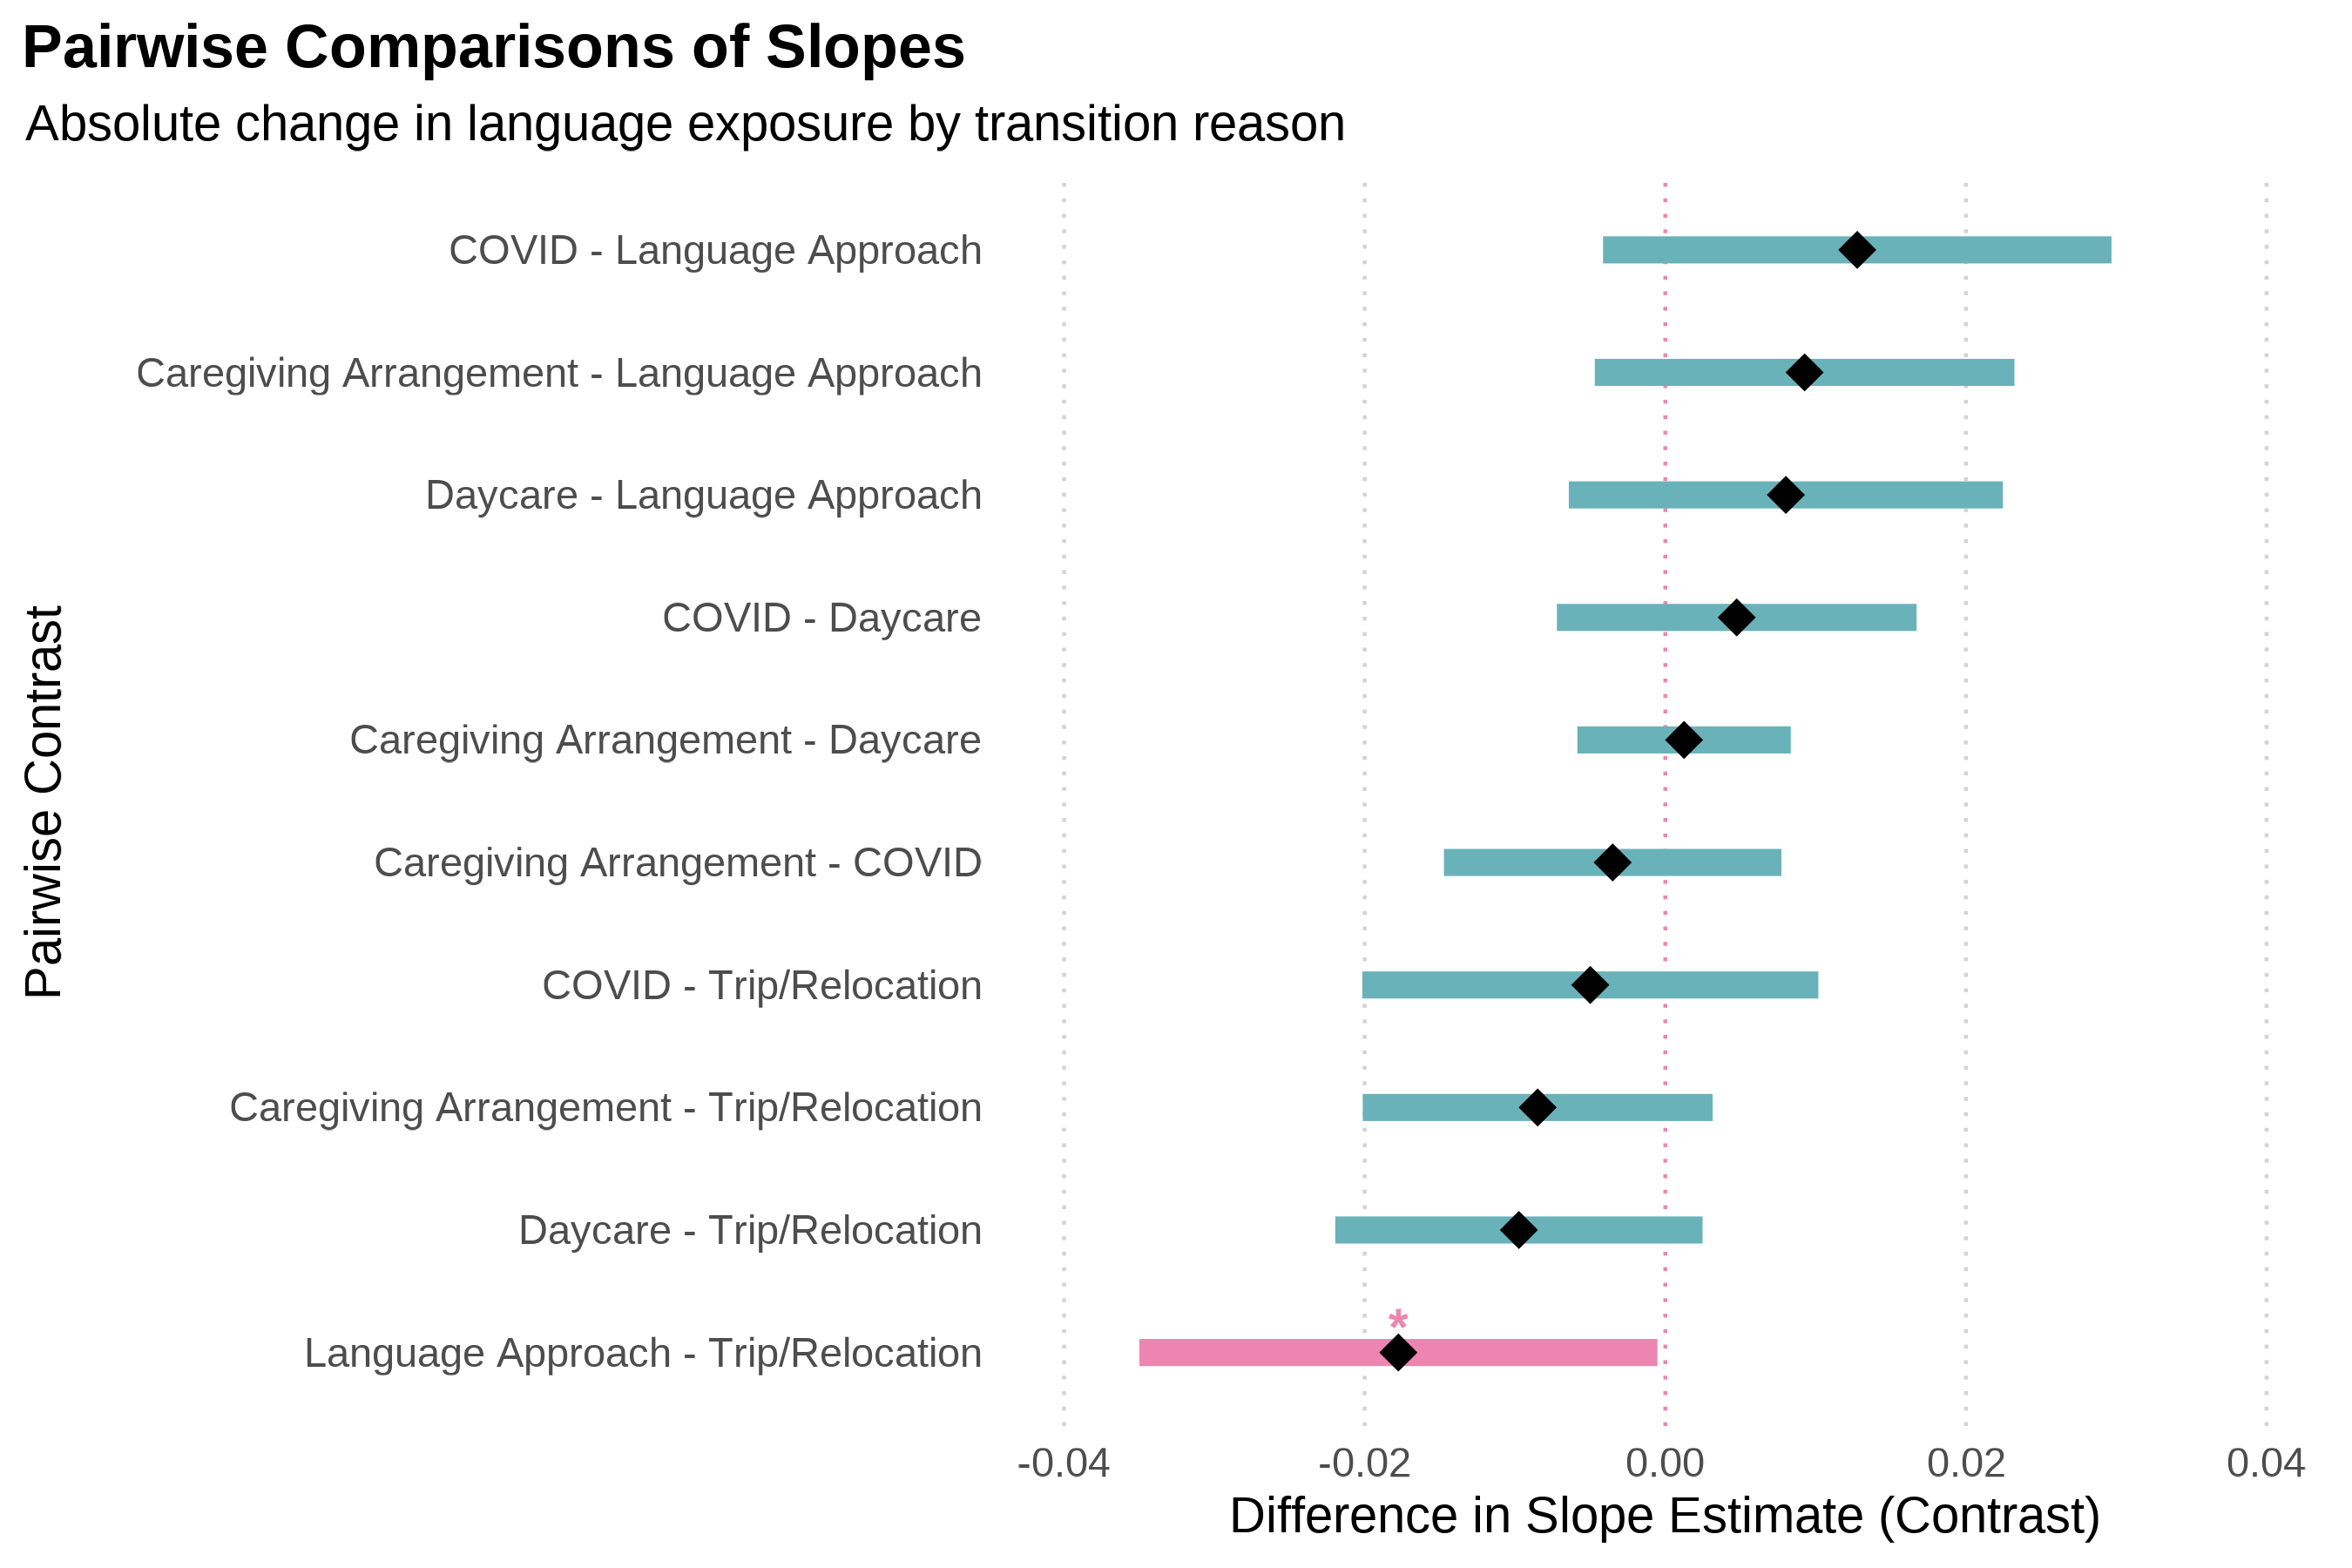 Pairwise Comparisons of Slopes
Absolute change in language exposure by transition reason
Pairwise Contrast
COVID - Language Approach
Caregiving Arrangement - Language Approach
Daycare - Language Approach
COVID - Daycare
Caregiving Arrangement - Daycare
Caregiving Arrangement - COVID
COVID - Trip/Relocation
Caregiving Arrangement - Trip/Relocation
Daycare - Trip/Relocation
*
Language Approach - Trip/Relocation
-0.04 -0.02 0.00 0.02 0.04
Difference in Slope Estimate (Contrast)